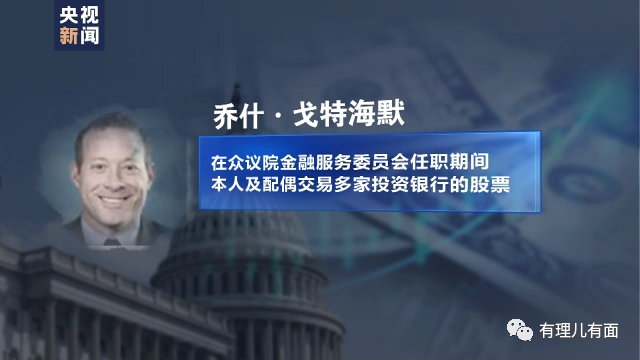 央视
新闻
乔什·戈特海默
在众议院金融服务委员会任职期间
本人及配偶交易多家投资银行的股票
有理儿有面